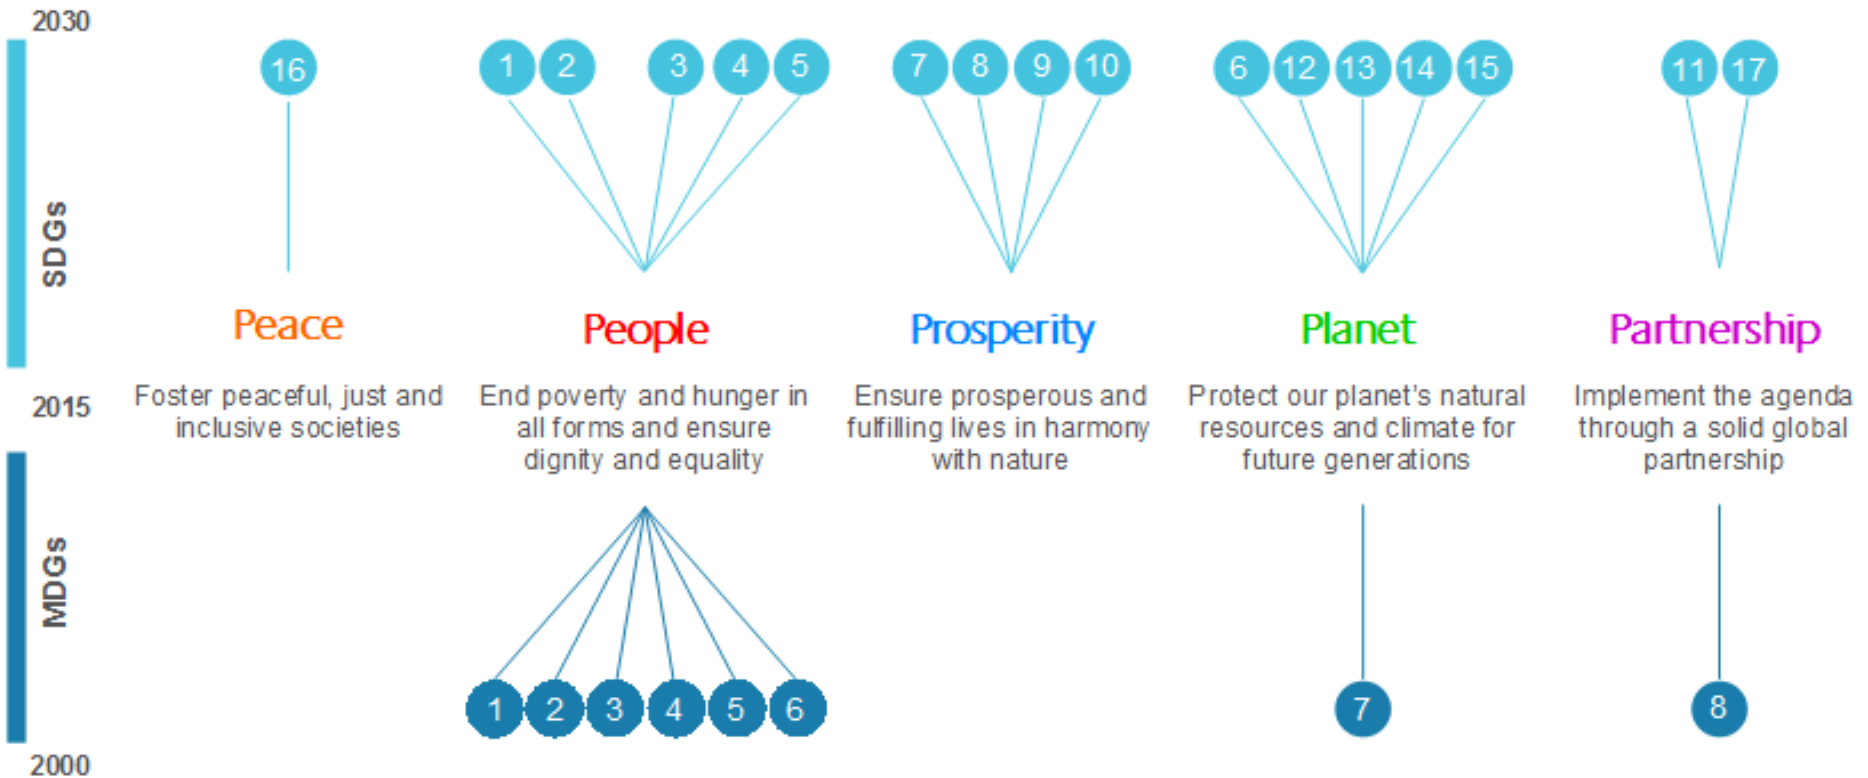 2030
16
1 2 3 4 5
7 8 9 10
6 12 13 14 15
11 17
SDGs
Peace
People
Prosperity
Planet
Partnership
2015
Foster peaceful, just and
inclusive societies
End poverty and hunger in
all forms and ensure
dignity and equality
Ensure prosperous and
fulfilling lives in harmony
with nature
Protect our planet's natural
resources and climate for
future generations
Implement the agenda
through a solid global
partnership
MDGs
1 2 3 4 5 6
7
8
2000